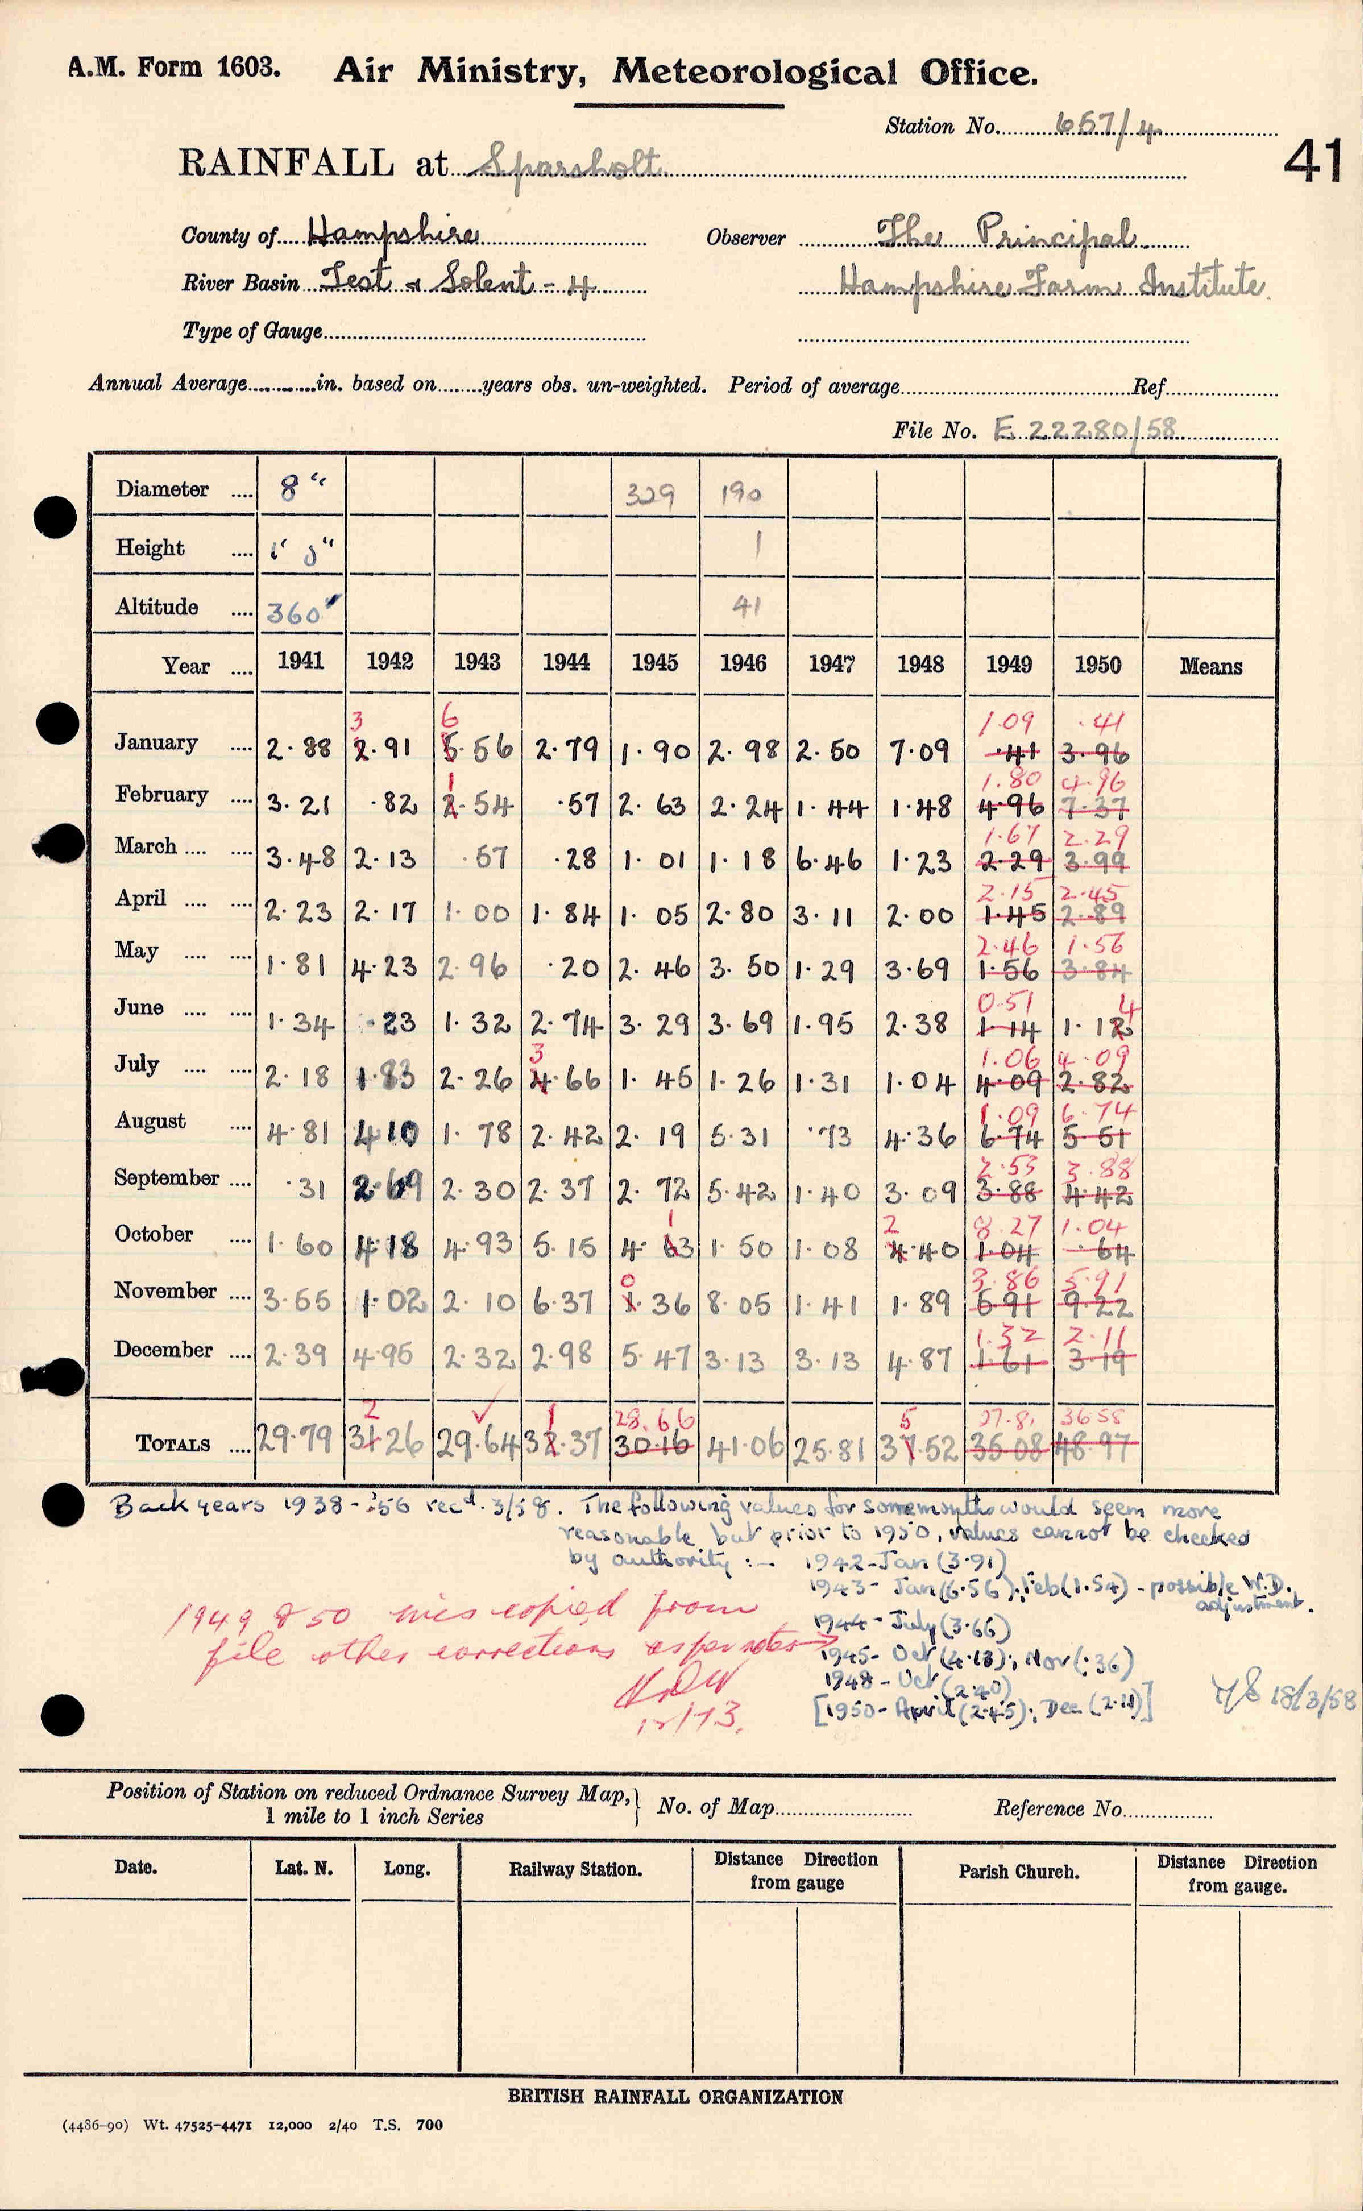 A.M. Form 1603. Air Ministry, Meteorological Office.
Station No. 657/4
41
RAINFALL at Sparsholt
County of Hampshire Observer The Principal
River Basin Test & Solent - 4 Hampshire Farm Institute.
Type of Gauge
Annual Average in. based on years obs. un-weighted. Period of average Ref
File No. E 22280/58
Diameter 8" 329 190
Height 1' 0" 1
Altitude 360' 41
Year 1941 1942 1943 1944 1945 1946 1947 1948 1949 1950 Means
3 6 1.09 .41
January 2.88 2.91 5.56 2.79 1.90 2.98 2.50 7.09 .41 3.96
1 1.80 4.96
February 3.21 .82 2.54 .57 2.63 2.24 1.44 1.48 4.96 7.37
1.67 2.29
March 3.48 2.13 .67 .28 1.01 1.18 6.46 1.23 2.29 3.99
2.15 2.45
April 2.23 2.17 1.00 1.84 1.05 2.80 3.11 2.00 1.45 2.89
2.46 1.56
May 1.81 4.23 2.96 .20 2.46 3.50 1.29 3.69 1.56 3.84
0.51 4
June 1.34 .23 1.32 2.74 3.29 3.69 1.95 2.38 1.14 1.12
3 1.06 4.09
July 2.18 1.83 2.26 4.66 1.45 1.26 1.31 1.04 4.09 2.82
1.09 6.74
August 4.81 4.10 1.78 2.42 2.19 5.31 .73 4.36 6.74 5.51
2.53 3.88
September .31 2.69 2.30 2.37 2.72 5.42 1.40 3.09 3.88 4.42
1 2 8.27 1.04
October 1.60 4.18 4.93 5.15 4.63 1.50 1.08 4.40 1.04 .64
0 3.86 5.91
November 3.55 1.02 2.10 6.37 1.36 8.05 1.41 1.89 5.91 9.22
1.32 2.11
December 2.39 4.95 2.32 2.98 5.47 3.13 3.13 4.87 1.61 3.19
2 ✓ 1 28.66 5 27.81 36.58
TOTALS 29.79 31.26 29.64 32.37 30.16 41.06 25.81 37.52 35.08 48.97
Back years 1938-'56 recd. 3/58. The following values for some months would seem more
reasonable but prior to 1950, values cannot be checked
by authority :- 1942-Jan (3.91)
1943- Jan (6.56); Feb (1.54) - possible W.D. adjustment.
1944- July (3.66)
1945- Oct (4.13); Nov (.36)
1948- Oct (2.40)
[1950- April (2.45); Dec (2.11)] 18/3/58
1949 & 50 mis copied from
file other corrections as per notes →
Position of Station on reduced Ordnance Survey Map,} No. of Map Reference No.
1 mile to 1 inch Series
Date. Lat. N. Long. Railway Station. Distance Direction from gauge Parish Church. Distance Direction from gauge.
BRITISH RAINFALL ORGANIZATION
(4486-90) Wt. 47525-4471 12,000 2/40 T.S. 700